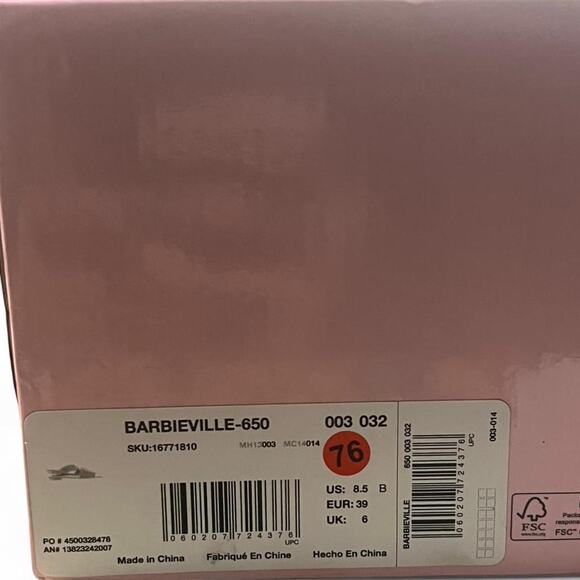 BARBIEVILLE-650 003 032
SKU:16771810 MH13003 MC14014
76
US: 8.5 B
EUR: 39
UK: 6
060207724376
UPC
PO # 4500328478
AN# 13823242007
Made in China Fabriqué En Chine Hecho En China
BARBIEVILLE 650 003 032
060207724376
UPC
003-014
FSC
FSC™